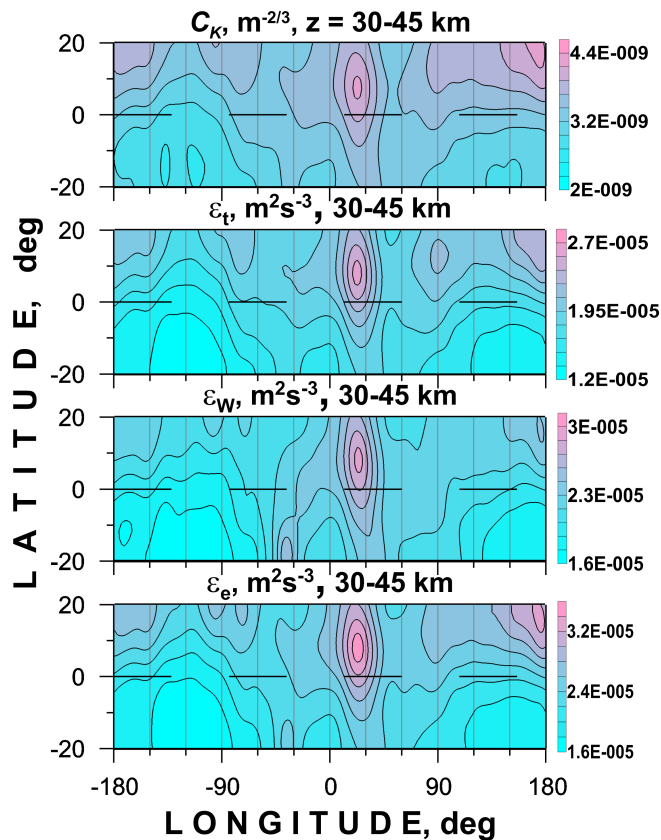 C_K, m^-2/3, z = 30-45 km
20
0
-20
4.4E-009
3.2E-009
2E-009
ε_t, m²s⁻³, 30-45 km
20
0
-20
2.7E-005
1.95E-005
1.2E-005
ε_W, m²s⁻³, 30-45 km
20
0
-20
3E-005
2.3E-005
1.6E-005
ε_e, m²s⁻³, 30-45 km
20
0
-20
3.2E-005
2.4E-005
1.6E-005
-180 -90 0 90 180
LONGITUDE, deg
LATITUDE, deg